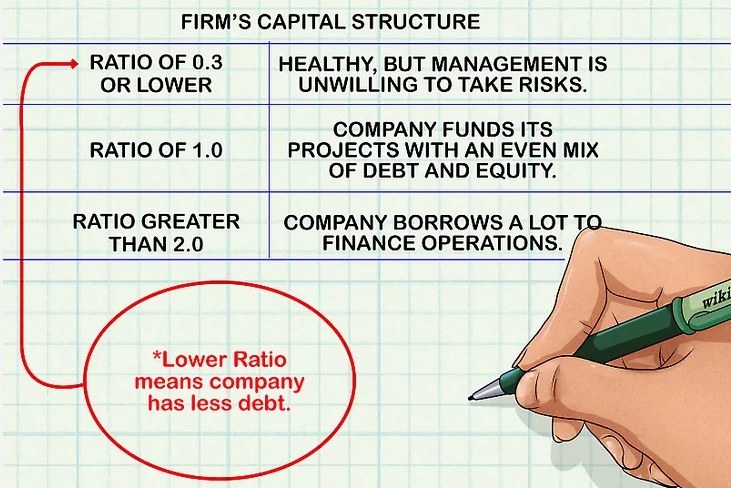 FIRM'S CAPITAL STRUCTURE
RATIO OF 0.3
OR LOWER
HEALTHY, BUT MANAGEMENT IS
UNWILLING TO TAKE RISKS.
RATIO OF 1.0
COMPANY FUNDS ITS
PROJECTS WITH AN EVEN MIX
OF DEBT AND EQUITY.
RATIO GREATER
THAN 2.0
COMPANY BORROWS A LOT TO
FINANCE OPERATIONS.
*Lower Ratio
means company
has less debt.
wiki